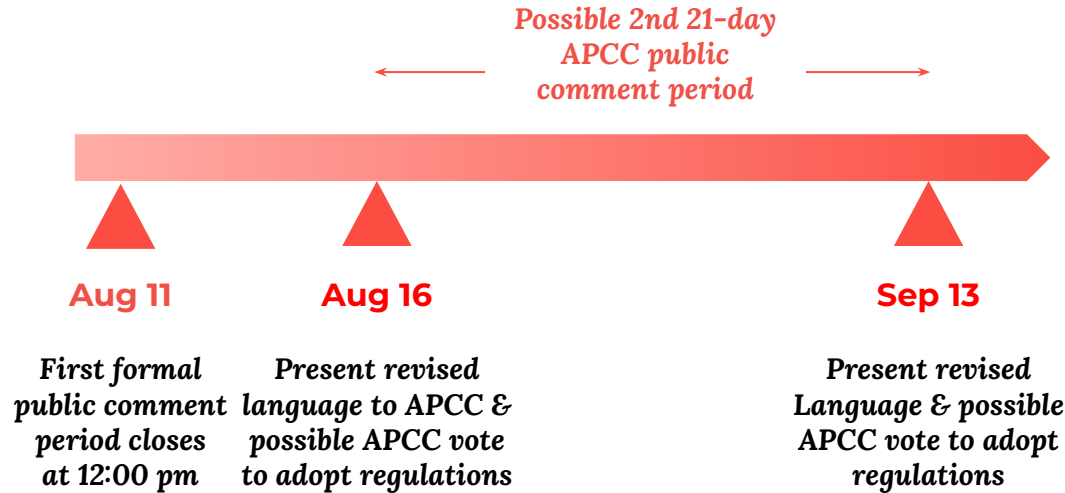 Possible 2nd 21-day
APCC public
comment period
Aug 11
First formal
public comment
period closes
at 12:00 pm
Aug 16
Present revised
language to APCC &
possible APCC vote
to adopt regulations
Sep 13
Present revised
Language & possible
APCC vote to adopt
regulations